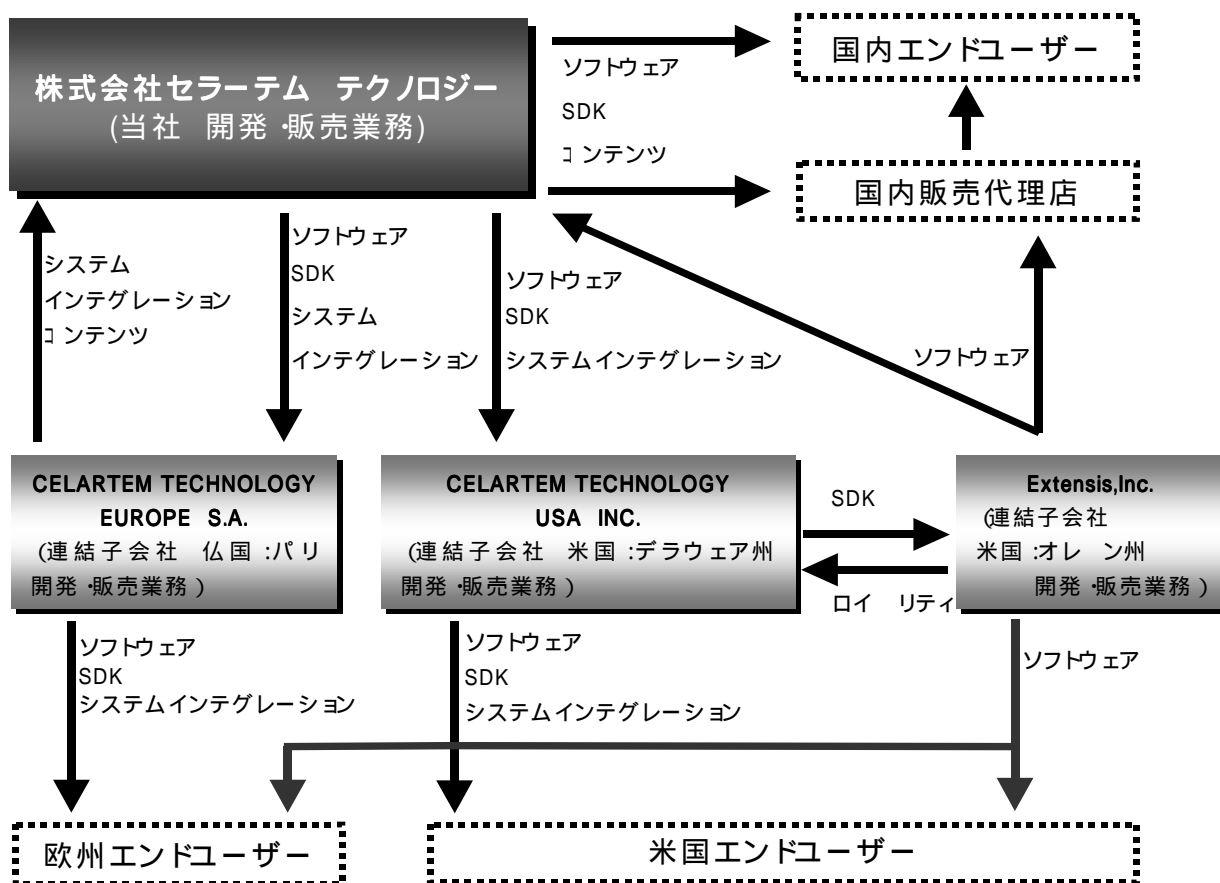 株式会社セラーテム テクノロジー
(当社 開発・販売業務)
ソフトウェア
SDK
コンテンツ
国内エンドユーザー
国内販売代理店
システム
インテグレーション
コンテンツ
ソフトウェア
SDK
システム
インテグレーション
ソフトウェア
SDK
システムインテグレーション
ソフトウェア
CELARTEM TECHNOLOGY
EUROPE S.A.
(連結子会社 仏国:パリ
開発・販売業務)
CELARTEM TECHNOLOGY
USA INC.
(連結子会社 米国:デラウェア州
開発・販売業務)
SDK
ロイ リティ
Extensis,Inc.
(連結子会社
米国:オレ ン州
開発・販売業務)
ソフトウェア
SDK
システムインテグレーション
ソフトウェア
SDK
システムインテグレーション
ソフトウェア
欧州エンドユーザー
米国エンドユーザー